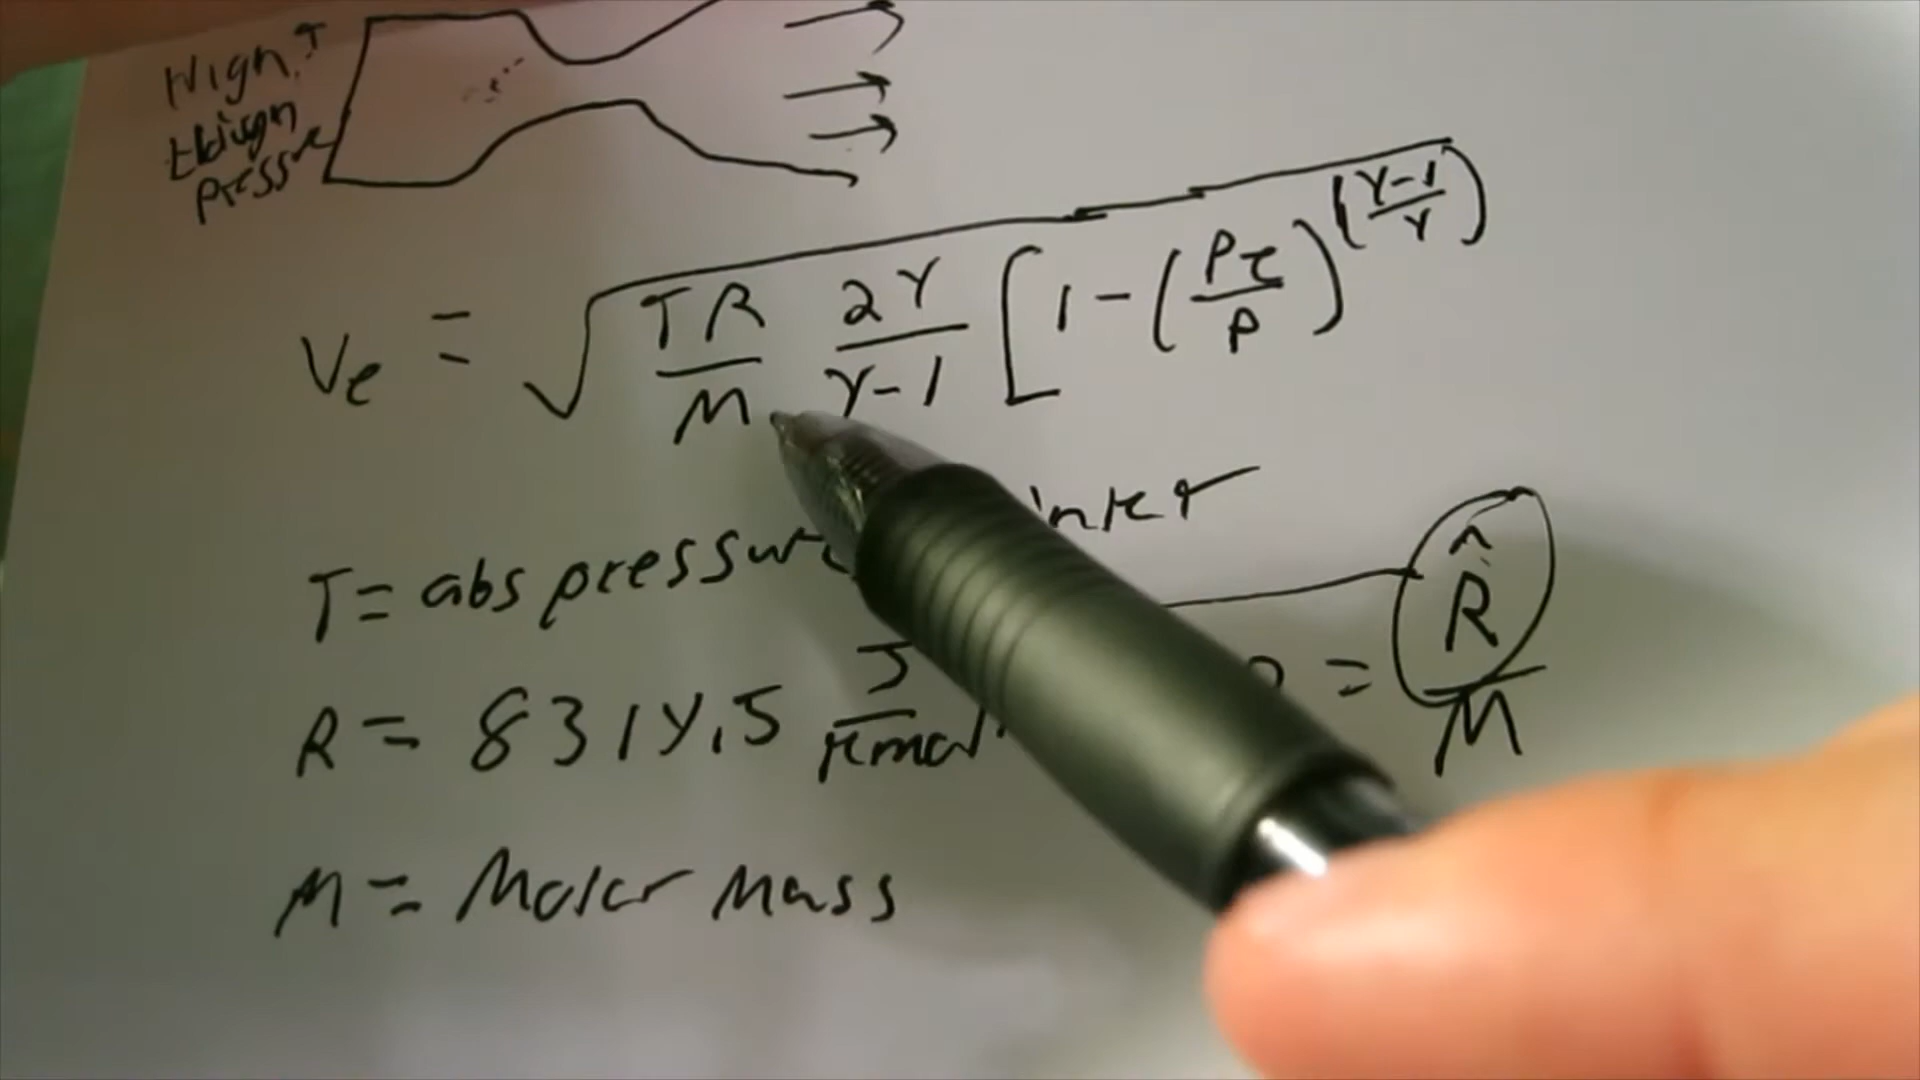 High T
High
pressure
Ve = √ TR/M 2γ/γ-1 [1-(Pe/P)^(γ-1/γ)
T= abs pressure
R = 8314.5 J/kmol. = R̂/M
M= Molar Mass